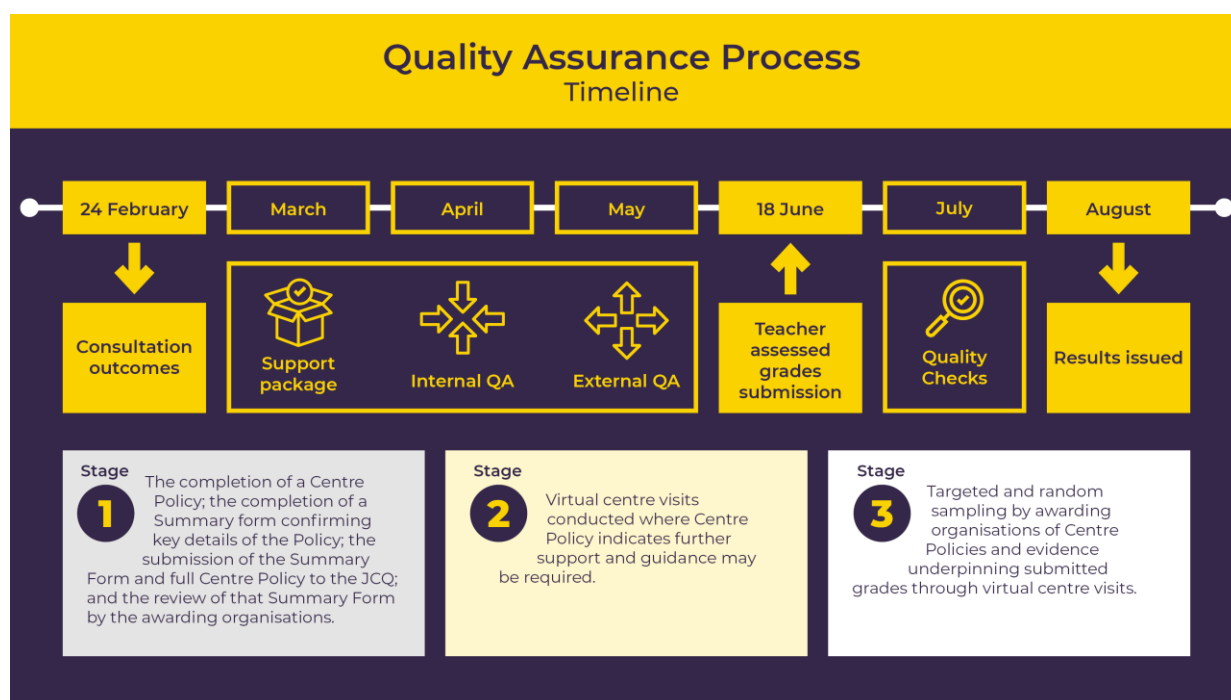 Quality Assurance Process
Timeline
24 February
March
April
May
18 June
July
August
Consultation
outcomes
Support
package
Internal QA
External QA
Teacher
assessed
grades
submission
Quality
Checks
Results issued
Stage
1
The completion of a Centre
Policy; the completion of a
Summary form confirming
key details of the Policy; the
submission of the Summary
Form and full Centre Policy to the JCQ;
and the review of that Summary Form
by the awarding organisations.
Stage
2
Virtual centre visits
conducted where Centre
Policy indicates further
support and guidance may
be required.
Stage
3
Targeted and random
sampling by awarding
organisations of Centre
Policies and evidence
underpinning submitted
grades through virtual centre visits.